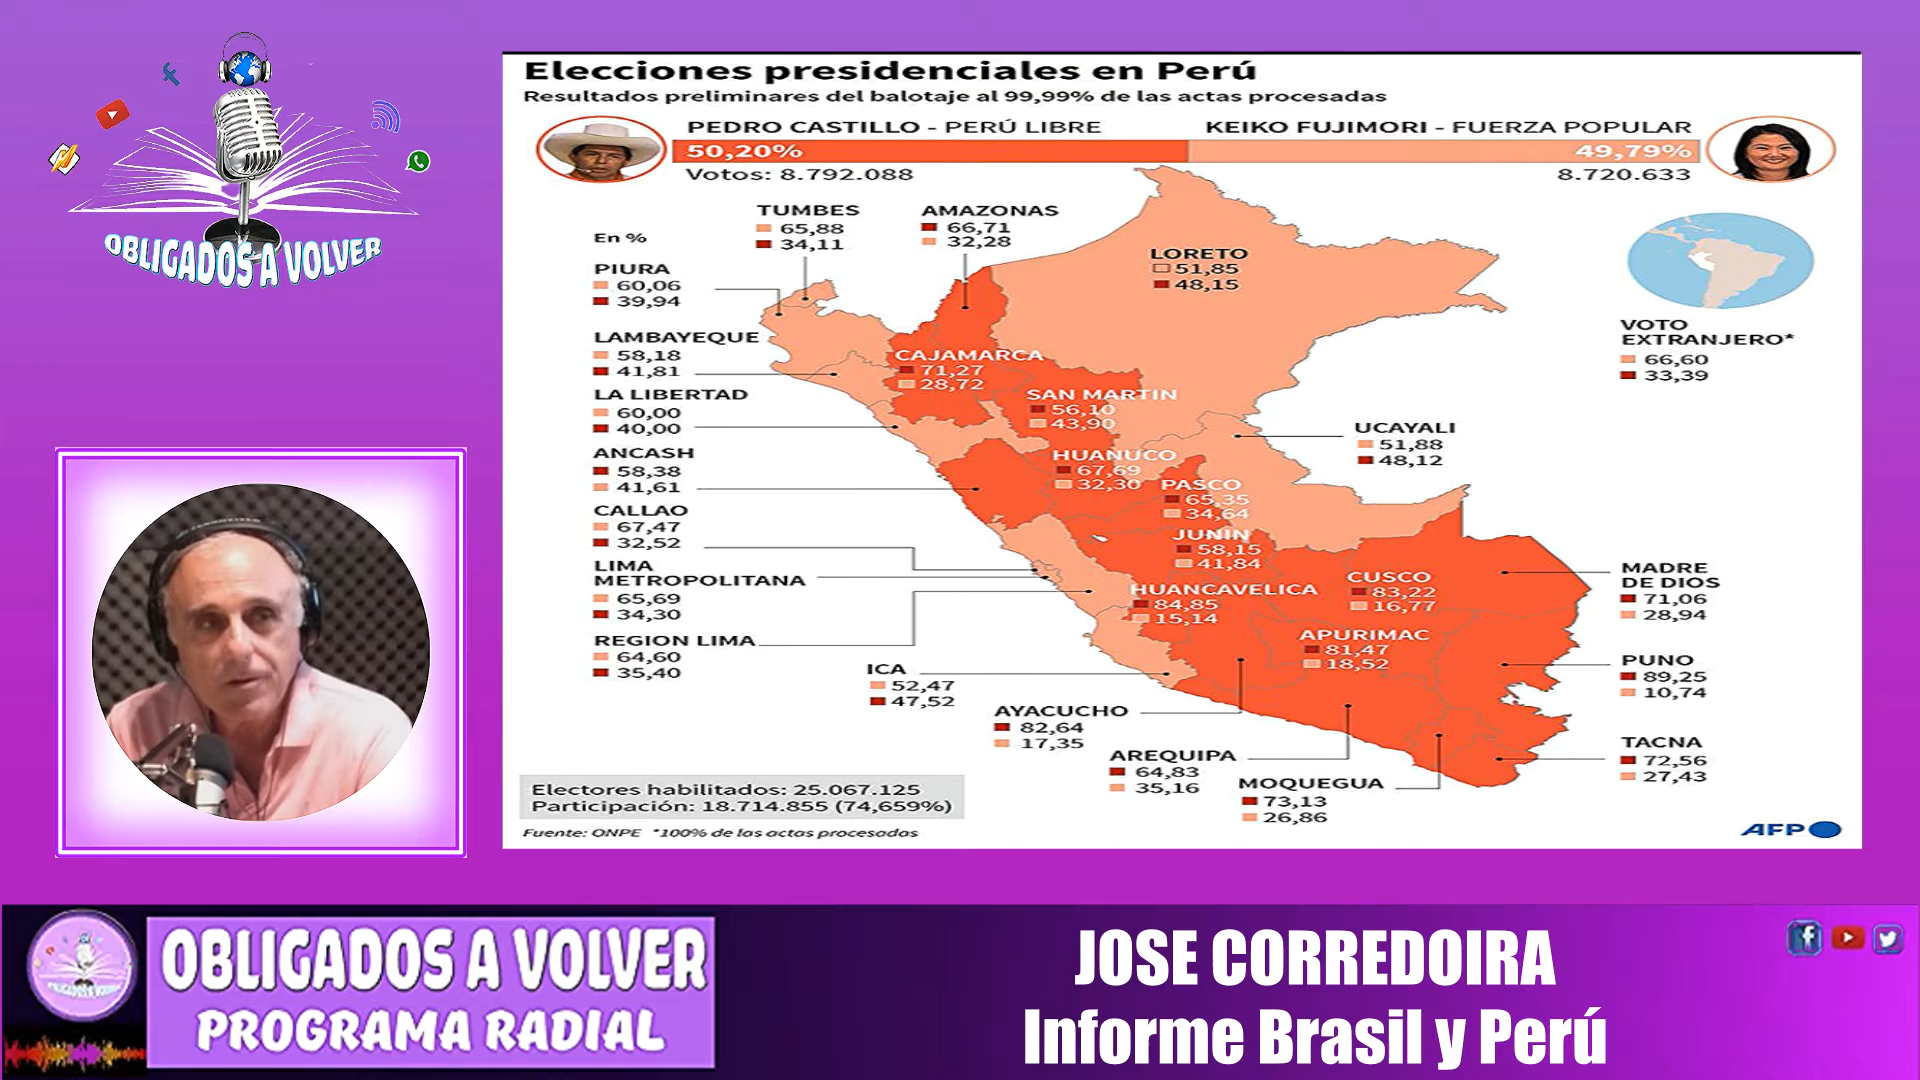 OBLIGADOS A VOLVER
Elecciones presidenciales en Perú
Resultados preliminares del balotaje al 99,99% de las actas procesadas
PEDRO CASTILLO - PERÚ LIBRE
50,20%
Votos: 8.792.088
KEIKO FUJIMORI - FUERZA POPULAR
49,79%
8.720.633
En %
TUMBES
65,88
34,11
AMAZONAS
66,71
32,28
LORETO
51,85
48,15
PIURA
60,06
39,94
LAMBAYEQUE
58,18
41,81
LA LIBERTAD
60,00
40,00
ANCASH
58,38
41,61
CALLAO
67,47
32,52
LIMA
METROPOLITANA
65,69
34,30
REGION LIMA
64,60
35,40
CAJAMARCA
71,27
28,72
SAN MARTIN
56,10
43,90
HUANUCO
67,69
32,30
PASCO
65,35
34,64
JUNIN
58,15
41,84
HUANCAVELICA
84,85
15,14
CUSCO
83,22
16,77
APURIMAC
81,47
18,52
ICA
52,47
47,52
AYACUCHO
82,64
17,35
AREQUIPA
64,83
35,16
MOQUEGUA
73,13
26,86
VOTO
EXTRANJERO*
66,60
33,39
UCAYALI
51,88
48,12
MADRE
DE DIOS
71,06
28,94
PUNO
89,25
10,74
TACNA
72,56
27,43
Electores habilitados: 25.067.125
Participación: 18.714.855 (74,659%)
Fuente: ONPE *100% de las actas procesadas
AFP
OBLIGADOS A VOLVER
OBLIGADOS A VOLVER
PROGRAMA RADIAL
JOSE CORREDOIRA
Informe Brasil y Perú